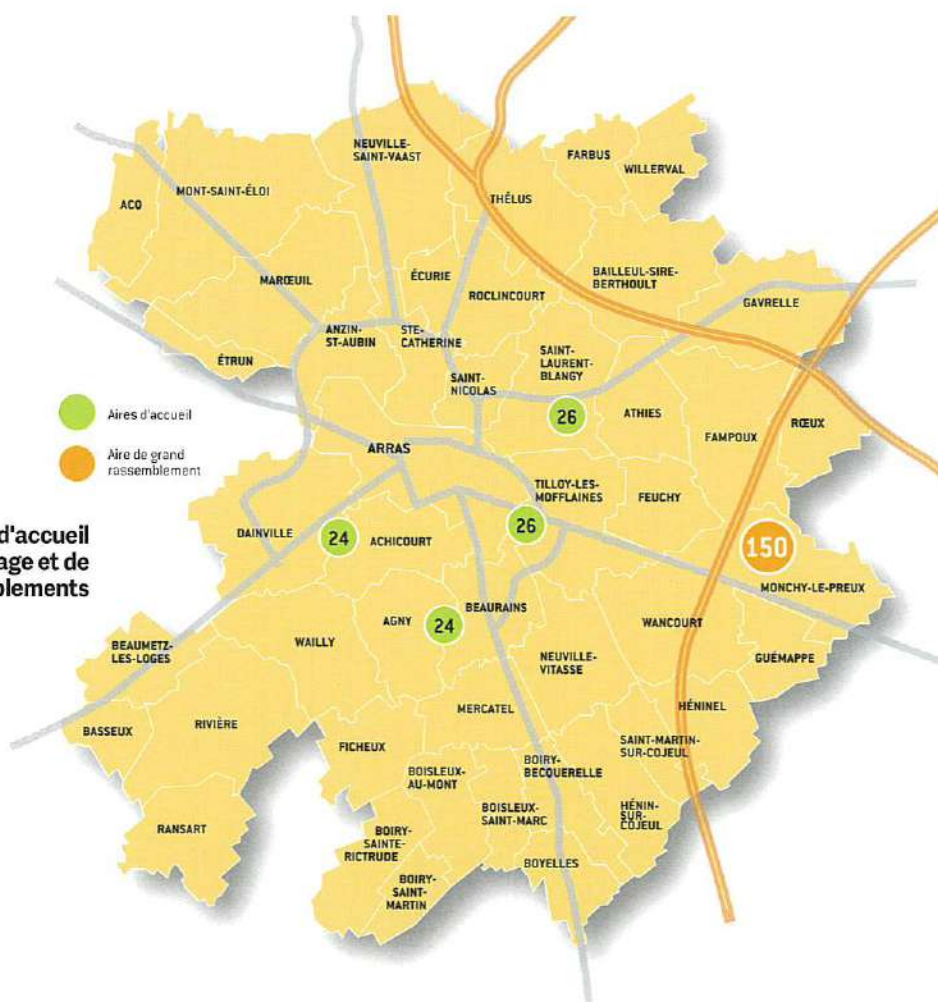 NEUVILLE-
SAINT-VAAST
FARBUS
WILLERVAL
MONT-SAINT-ÉLOI
ACQ
THÉLUS
MARŒUIL
ÉCURIE
BAILLEUL-SIRE-
BERTHOULT
ROCLINCOURT
GAVRELLE
ANZIN-
ST-AUBIN
STE-
CATHERINE
ÉTRUN
SAINT-
LAURENT-
BLANGY
SAINT-
NICOLAS
Aires d'accueil
26
ATHIES
RŒUX
FAMPOUX
ARRAS
Aire de grand
rassemblement
TILLOY-LES-
MOFFLAINES
FEUCHY
26
DAINVILLE
24
ACHICOURT
150
d'accueil
age et de
blements
MONCHY-LE-PREUX
BEAURAINS
AGNY
24
WANCOURT
BEAUMETZ-
LES-LOGES
WAILLY
NEUVILLE-
VITASSE
GUÉMAPPE
MERCATEL
HÉNINEL
BASSEUX
RIVIÈRE
FICHEUX
SAINT-MARTIN-
SUR-COJEUL
BOISLEUX-
AU-MONT
BOIRY-
BECQUERELLE
BOISLEUX-
SAINT-MARC
HÉNIN-
SUR-
COJEUL
RANSART
BOIRY-
SAINTE-
RICTRUDE
BOYELLES
BOIRY-
SAINT-
MARTIN